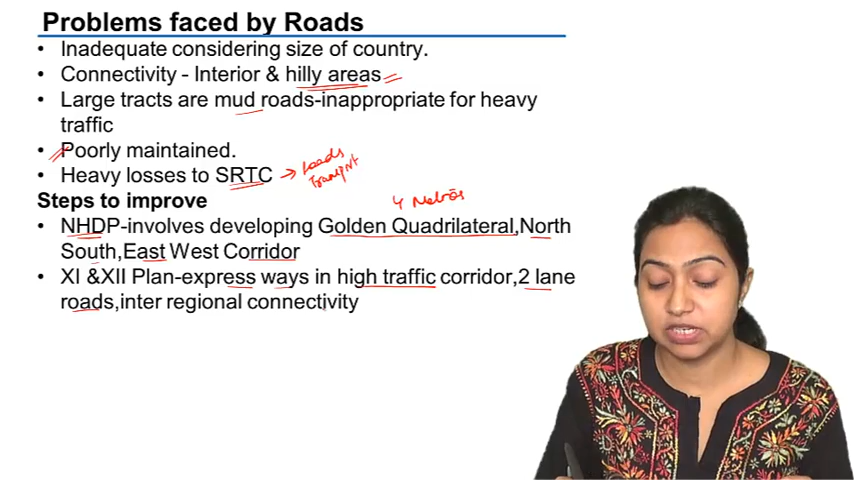 Problems faced by Roads
• Inadequate considering size of country.
• Connectivity - Interior & hilly areas
• Large tracts are mud roads-inappropriate for heavy
traffic
• Poorly maintained.
• Heavy losses to SRTC → Roads
Transport
4 Metros
Steps to improve
• NHDP-involves developing Golden Quadrilateral,North
South,East West Corridor
• XI &XII Plan-express ways in high traffic corridor,2 lane
roads,inter regional connectivity